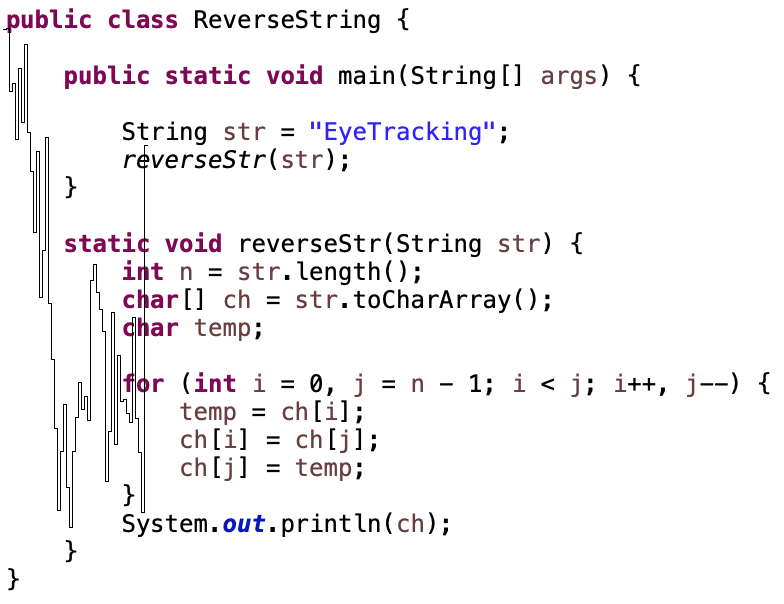 public class ReverseString {
public static void main(String[] args) {
String str = "EyeTracking";
reverseStr(str);
}
static void reverseStr(String str) {
int n = str.length();
char[] ch = str.toCharArray();
char temp;
for (int i = 0, j = n - 1; i < j; i++, j--) {
temp = ch[i];
ch[i] = ch[j];
ch[j] = temp;
}
System.out.println(ch);
}
}